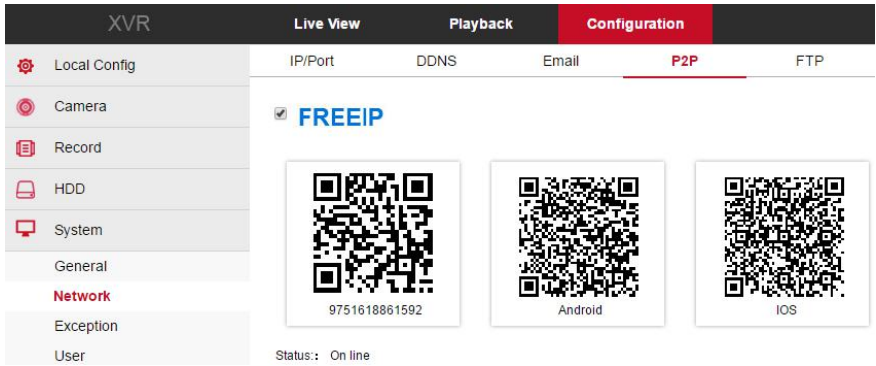 XVR Live View Playback Configuration
Local Config
Camera
Record
HDD
System
General
Network
Exception
User
IP/Port DDNS Email P2P FTP
FREEIP
9751618861592 Android IOS
Status:: On line